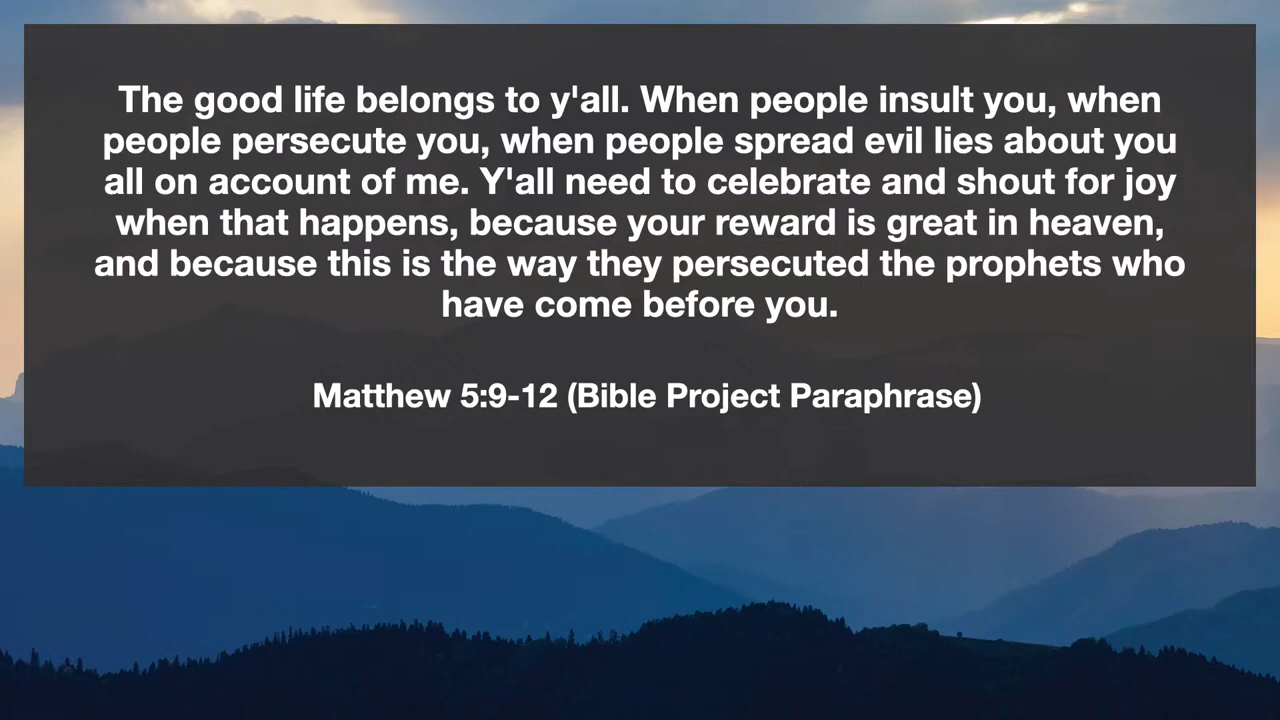 The good life belongs to y'all. When people insult you, when
people persecute you, when people spread evil lies about you
all on account of me. Y'all need to celebrate and shout for joy
when that happens, because your reward is great in heaven,
and because this is the way they persecuted the prophets who
have come before you.
Matthew 5:9-12 (Bible Project Paraphrase)